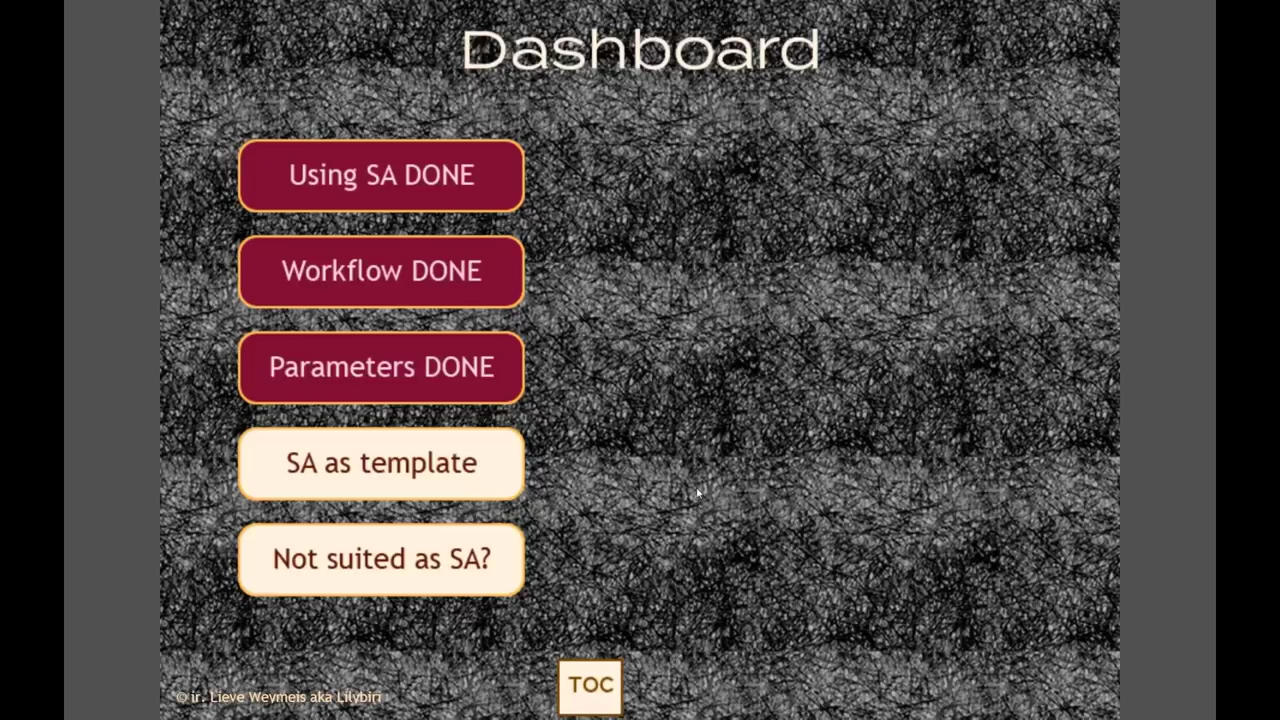 Dashboard
Using SA DONE
Workflow DONE
Parameters DONE
SA as template
Not suited as SA?
TOC
© ir. Lieve Weymeis aka Lilybiri